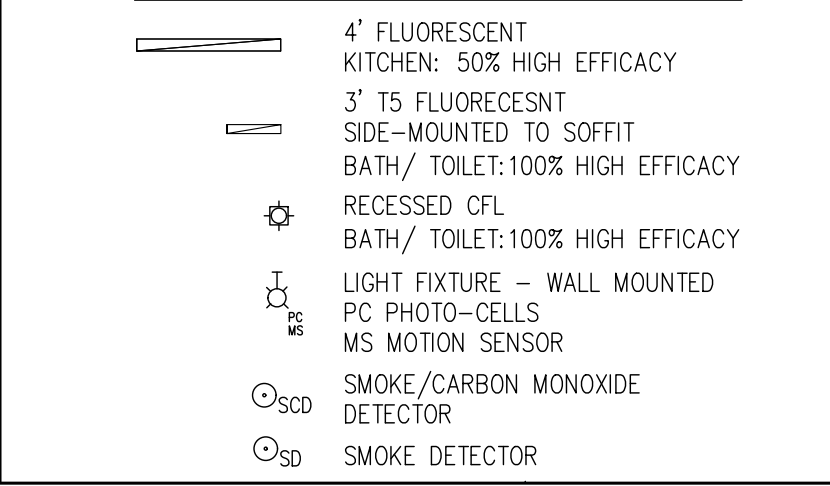 4' FLUORESCENT
KITCHEN: 50% HIGH EFFICACY
3' T5 FLUORECESNT
SIDE-MOUNTED TO SOFFIT
BATH/ TOILET:100% HIGH EFFICACY
RECESSED CFL
BATH/ TOILET:100% HIGH EFFICACY
LIGHT FIXTURE - WALL MOUNTED
PC PHOTO-CELLS
PC
MS
MS MOTION SENSOR
SMOKE/CARBON MONOXIDE
SCD
DETECTOR
SD
SMOKE DETECTOR